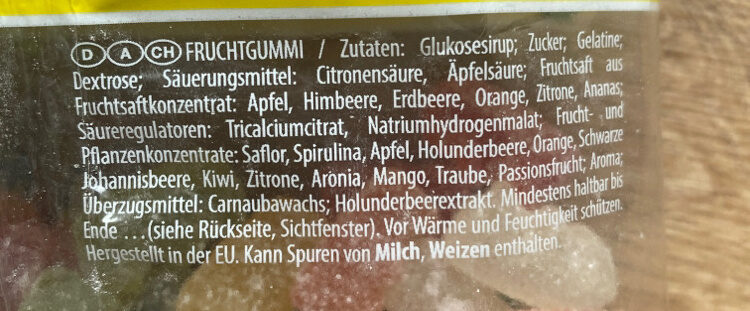 D A CH FRUCHTGUMMI / Zutaten: Glukosesirup; Zucker; Gelatine;
Dextrose; Säuerungsmittel: Citronensäure, Äpfelsäure; Fruchtsaft aus
Fruchtsaftkonzentrat: Apfel, Himbeere, Erdbeere, Orange, Zitrone, Ananas;
Säureregulatoren: Tricalciumcitrat, Natriumhydrogenmalat; Frucht- und
Pflanzenkonzentrate: Saflor, Spirulina, Apfel, Holunderbeere, Orange, Schwarze
Johannisbeere, Kiwi, Zitrone, Aronia, Mango, Traube, Passionsfrucht; Aroma;
Überzugsmittel: Carnaubawachs; Holunderbeerextrakt. Mindestens haltbar bis
Ende ...(siehe Rückseite, Sichtfenster). Vor Wärme und Feuchtigkeit schützen.
Hergestellt in der EU. Kann Spuren von Milch, Weizen enthalten.